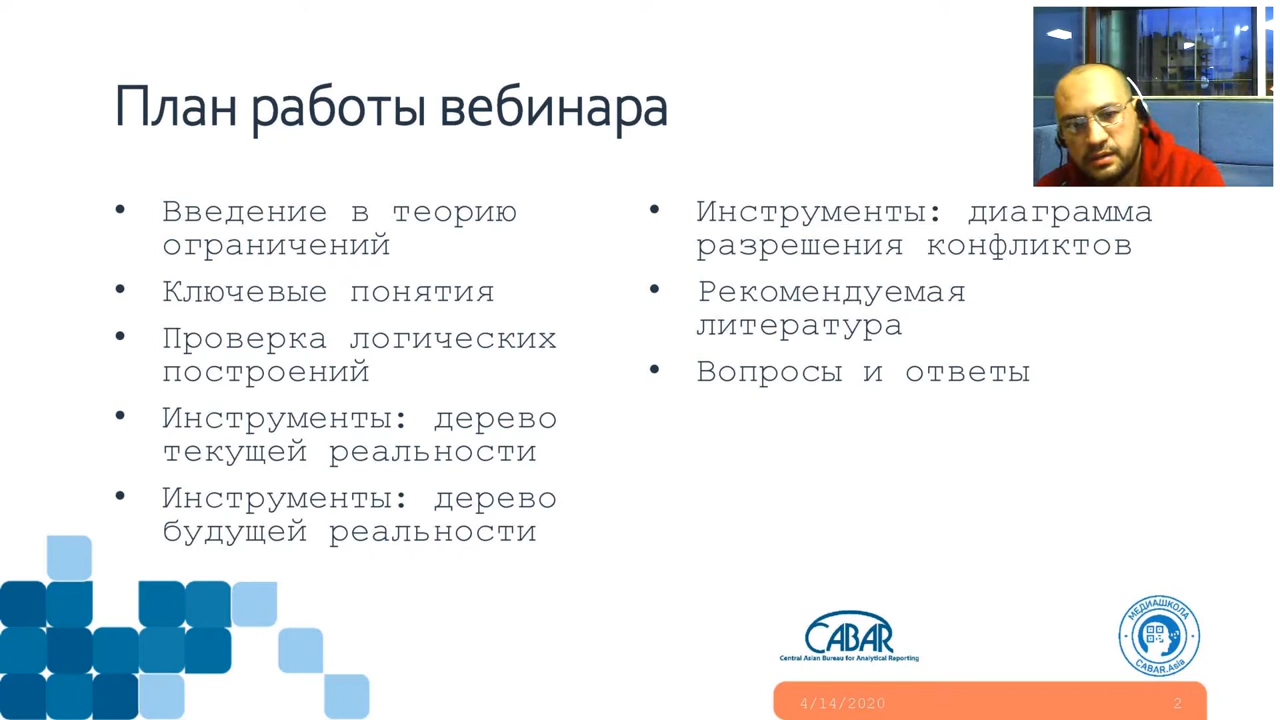 План работы вебинара
• Введение в теорию
ограничений
• Ключевые понятия
• Проверка логических
построений
• Инструменты: дерево
текущей реальности
• Инструменты: дерево
будущей реальности
• Инструменты: диаграмма
разрешения конфликтов
• Рекомендуемая
литература
• Вопросы и ответы
CABAR
Central Asian Bureau for Analytical Reporting
МЕДИАШКОЛА
CABAR.Asia
4/14/2020
2